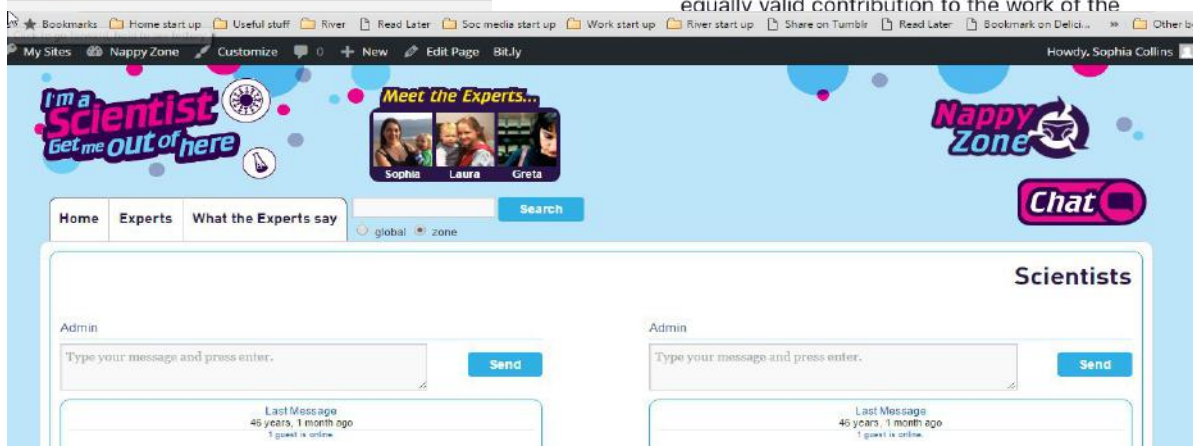 equally valid contribution to the work of the
Bookmarks Home start up Useful stuff River Read Later Soc media start up Work start up River start up Share on Tumblr Read Later Bookmark on Delici... » Other b
My Sites Nappy Zone Customize 0 + New Edit Page Bit.ly Howdy, Sophia Collins
I'm a
Scientist
Get me out of here
Meet the Experts...
Sophia Laura Greta
Nappy
Zone
Chat
Home Experts What the Experts say
Search
global zone
Scientists
Admin Admin
Type your message and press enter. Send Type your message and press enter. Send
Last Message Last Message
46 years, 1 month ago 46 years, 1 month ago
1 guest is online. 1 guest is online.